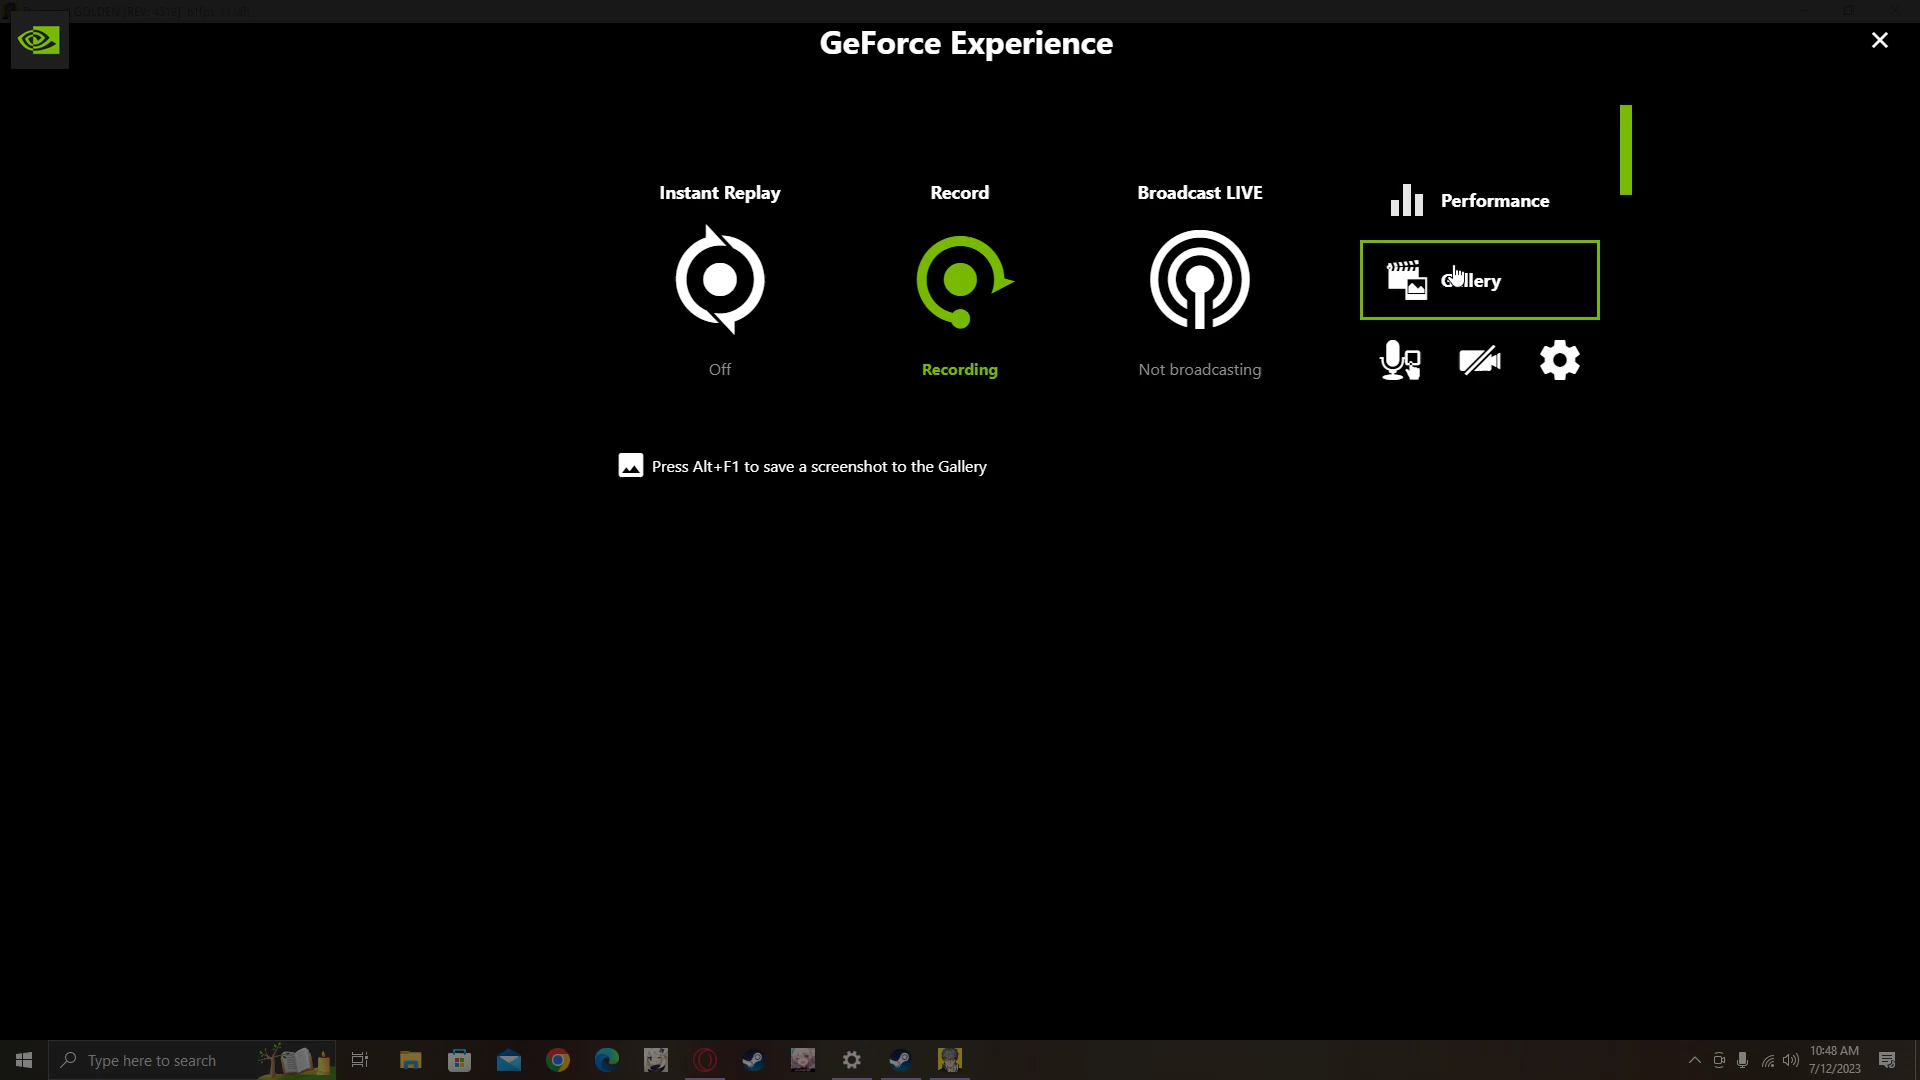 GeForce Experience
Instant Replay
Record
Broadcast LIVE
Performance
Gallery
Off
Recording
Not broadcasting
Press Alt+F1 to save a screenshot to the Gallery
Type here to search
10:48 AM
7/12/2023